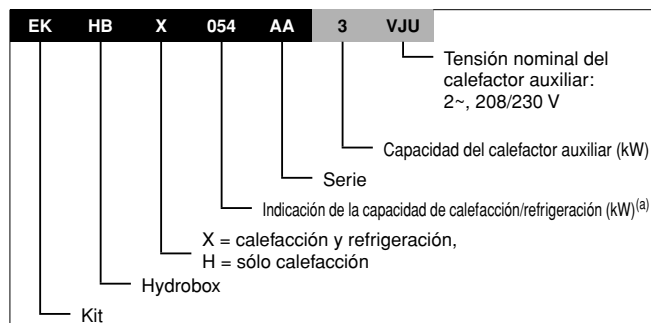 EK HB X 054 AA 3 VJU
Tensión nominal del
calefactor auxiliar:
2~, 208/230 V
Capacidad del calefactor auxiliar (kW)
Serie
Indicación de la capacidad de calefacción/refrigeración (kW)(a)
X = calefacción y refrigeración,
H = sólo calefacción
Hydrobox
Kit